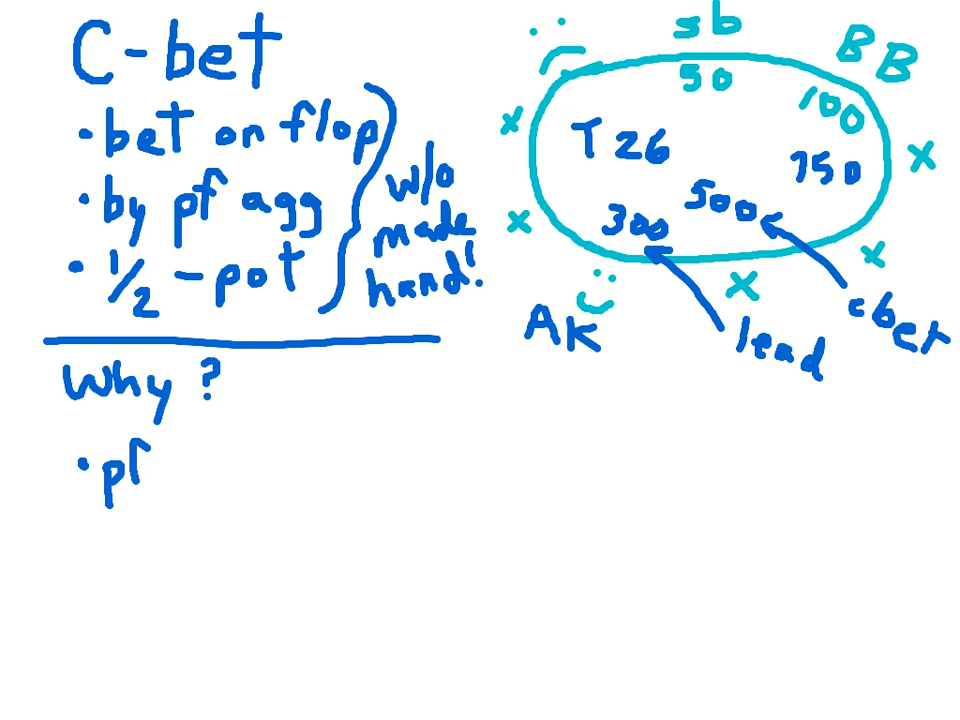 C-bet
• bet on flop
• by pf agg
• 1/2 - pot
w/o
made
hand!
Why?
• pf
sb
50
BB
100
T 26
750
500
300
AK
lead
cbet